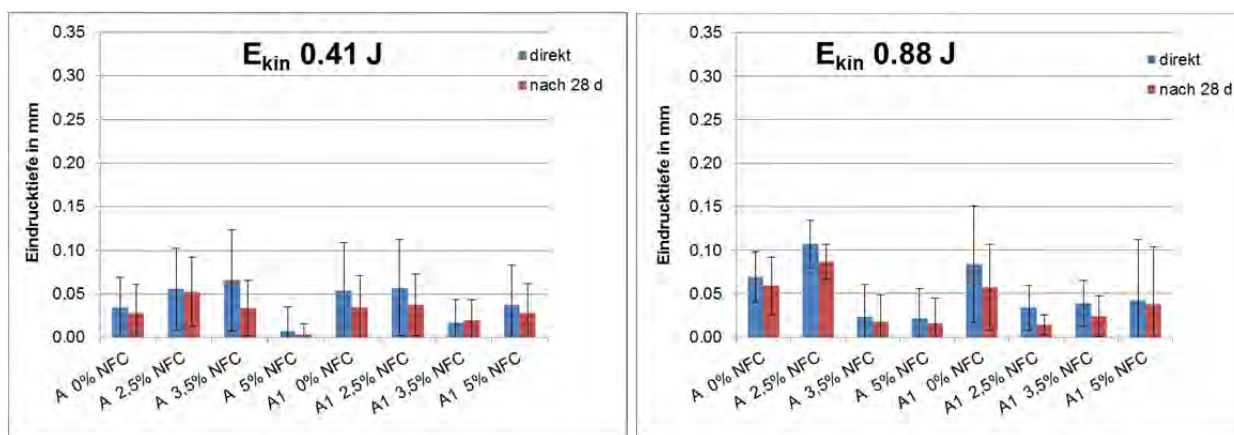 Ekin 0.41 J
direkt
nach 28 d
Eindrucktiefe in mm
0.35
0.30
0.25
0.20
0.15
0.10
0.05
0.00
A 0% NFC
A 2,5% NFC
A 3,5% NFC
A 5% NFC
A1 0% NFC
A1 2,5% NFC
A1 3,5% NFC
A1 5% NFC
Ekin 0.88 J
direkt
nach 28 d
Eindrucktiefe in mm
0.35
0.30
0.25
0.20
0.15
0.10
0.05
0.00
A 0% NFC
A 2,5% NFC
A 3,5% NFC
A 5% NFC
A1 0% NFC
A1 2,5% NFC
A1 3,5% NFC
A1 5% NFC